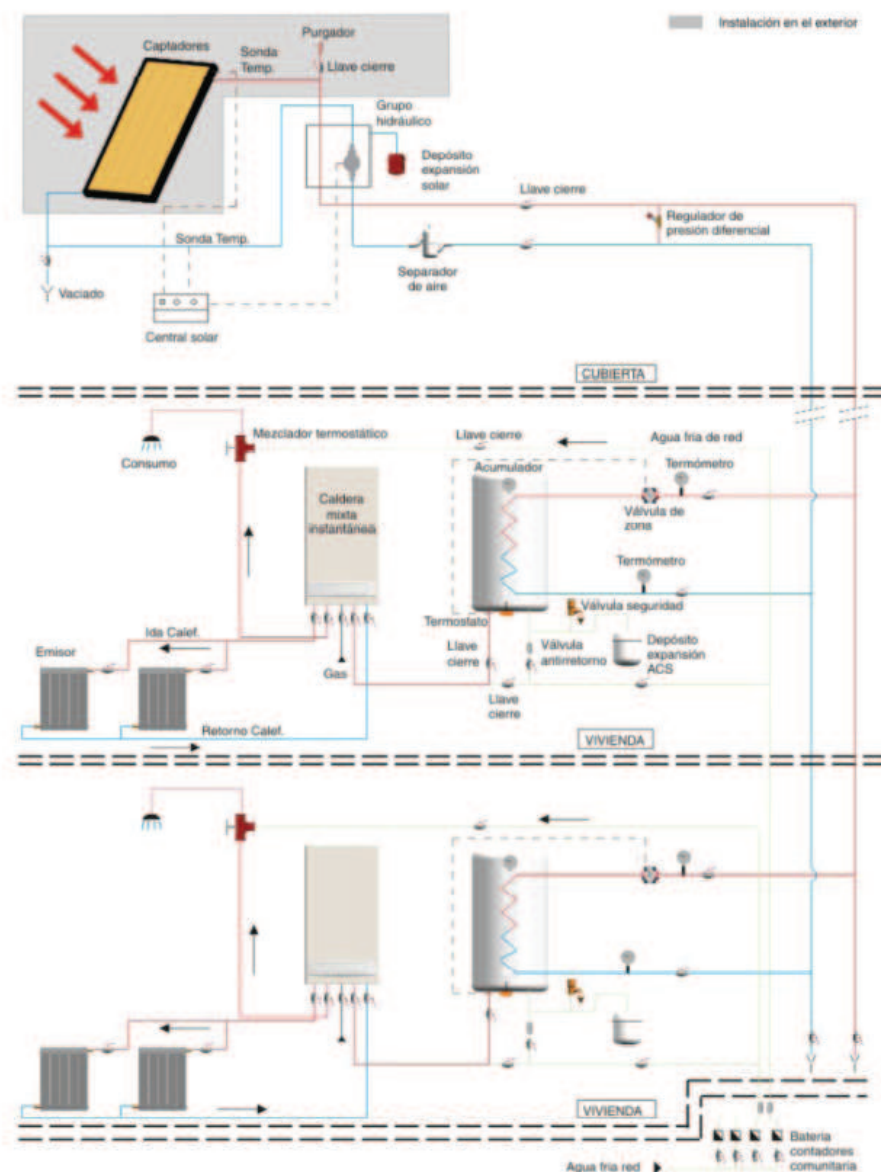 Instalación en el exterior
Purgador
Captadores
Sonda
Temp.
Llave cierre
Grupo
hidráulico
Depósito
expansión
solar
Llave cierre
Regulador de
presión diferencial
Sonda Temp.
Separador
de aire
Vaciado
Central solar
CUBIERTA
Mezclador termostático
Llave cierre
Agua fria de red
Consumo
Acumulador
Termómetro
Caldera
mixta
instantánea
Válvula de
zona
Termómetro
Válvula seguridad
Termostato
Ida Calef.
Emisor
Llave
cierre
Válvula
antirretorno
Depósito
expansión
ACS
Gas
Llave
cierre
Retorno Calef.
VIVIENDA
VIVIENDA
Bateria
contadores
comunitaria
Agua fria red